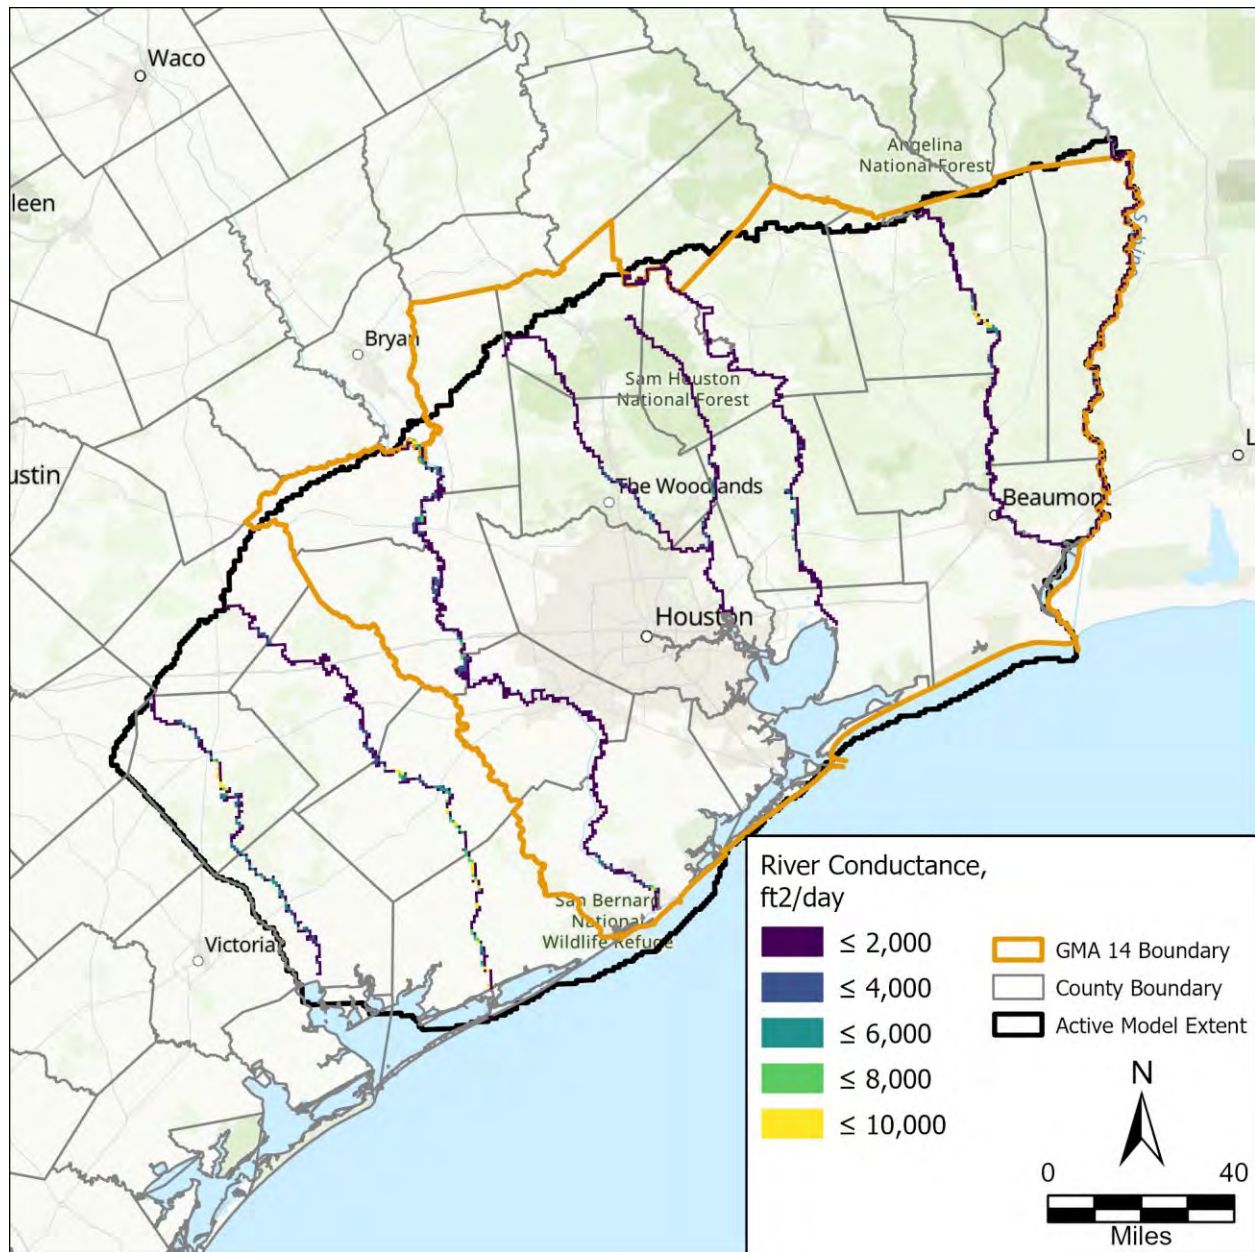 Waco
Angelina
National Forest
leen
Sabine
Bryan
Sam Houston
National Forest
ustin
The Woodlands
L
Beaumont
Houston
San Bernard
National
Wildlife Refuge
Victoria
River Conductance,
ft2/day
≤ 2,000
≤ 4,000
≤ 6,000
≤ 8,000
≤ 10,000
GMA 14 Boundary
County Boundary
Active Model Extent
N
0 40
Miles